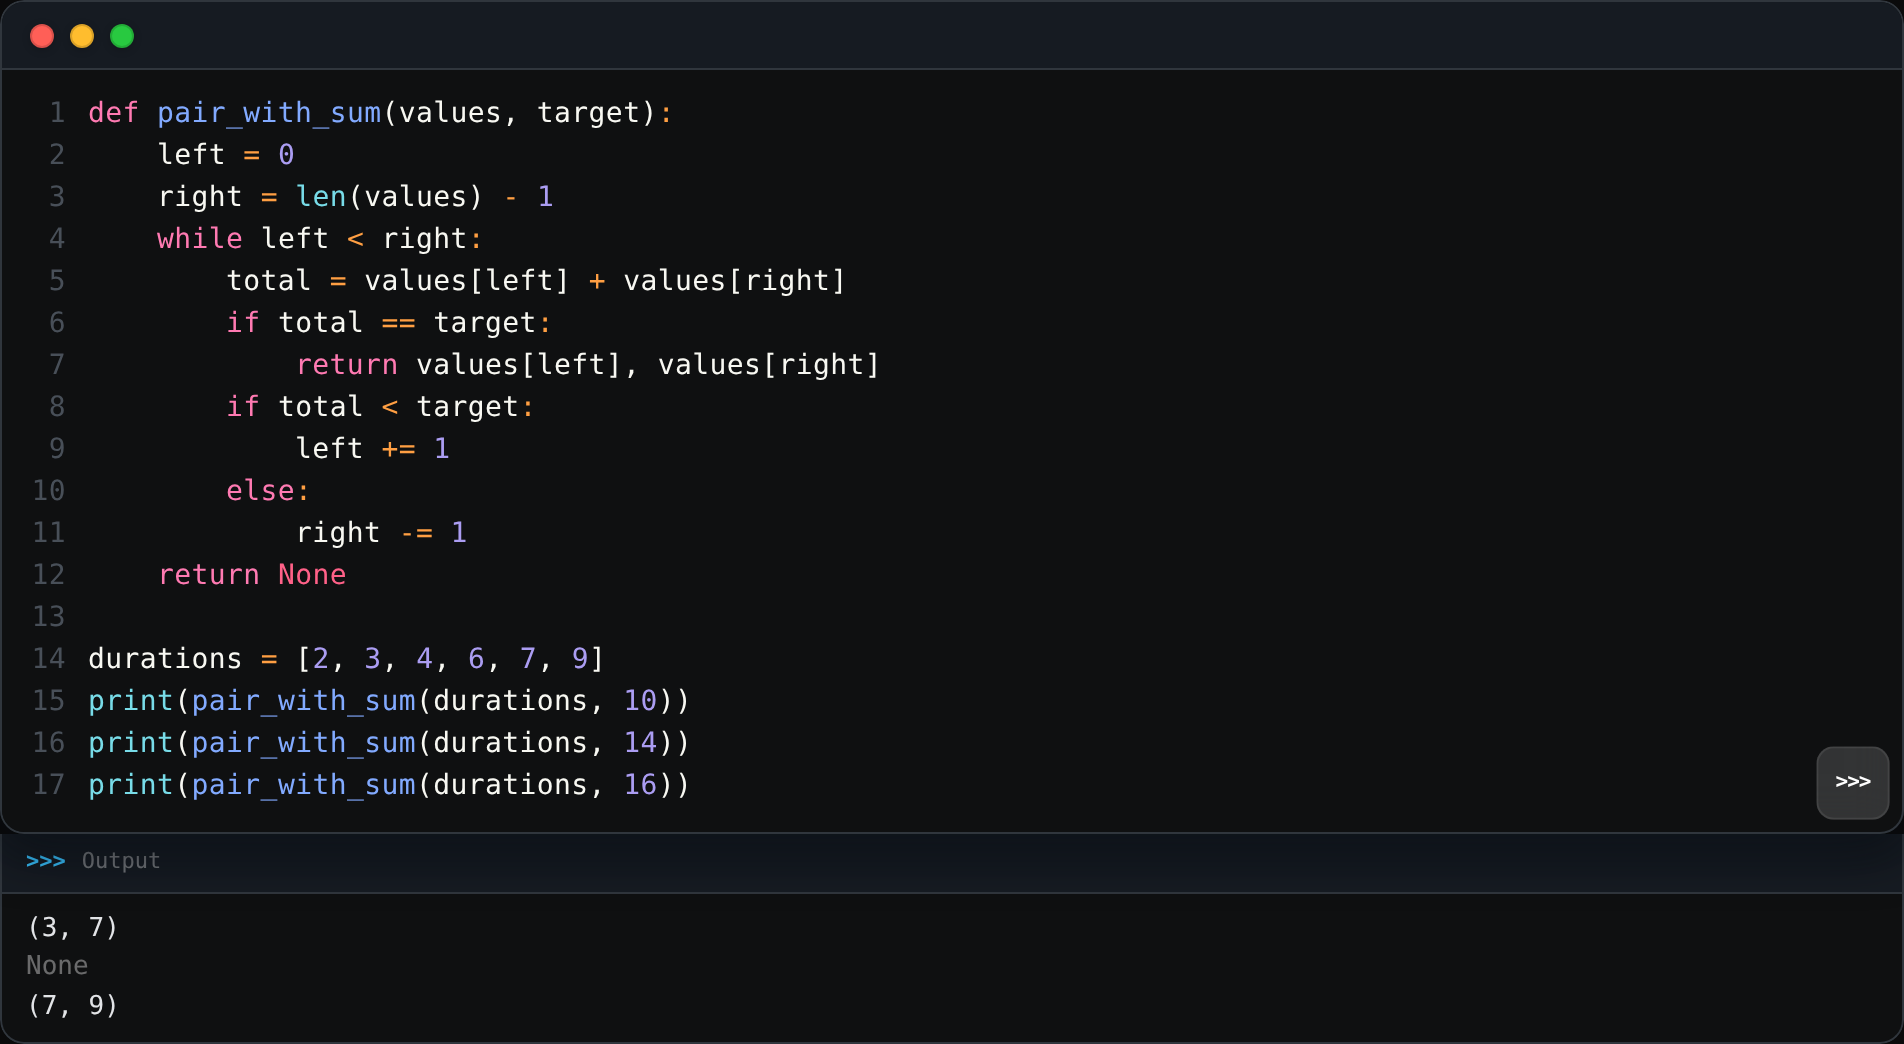 1 def pair_with_sum(values, target):
2     left = 0
3     right = len(values) - 1
4     while left < right:
5         total = values[left] + values[right]
6         if total == target:
7             return values[left], values[right]
8         if total < target:
9             left += 1
10         else:
11             right -= 1
12     return None
13
14 durations = [2, 3, 4, 6, 7, 9]
15 print(pair_with_sum(durations, 10))
16 print(pair_with_sum(durations, 14))
17 print(pair_with_sum(durations, 16))
>>>
>>> Output
(3, 7)
None
(7, 9)